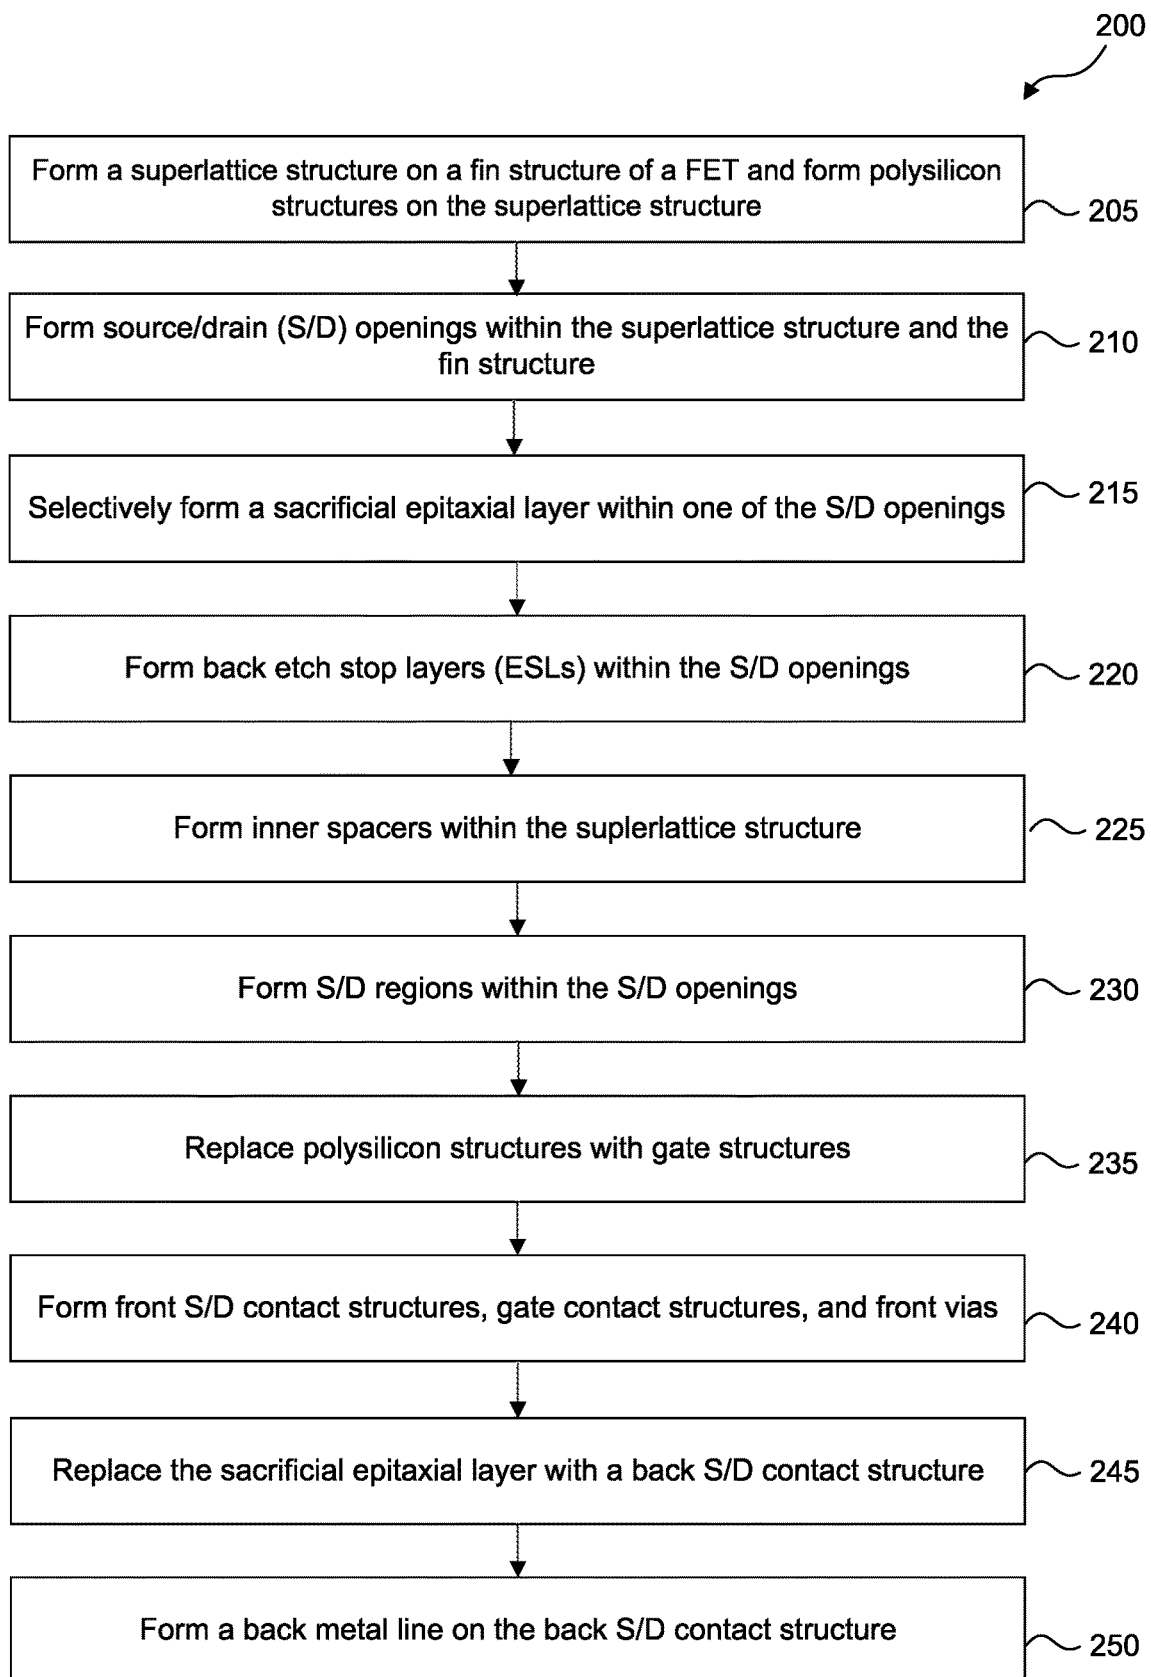 200
Form a superlattice structure on a fin structure of a FET and form polysilicon
structures on the superlattice structure
205
Form source/drain (S/D) openings within the superlattice structure and the
fin structure
210
Selectively form a sacrificial epitaxial layer within one of the S/D openings
215
Form back etch stop layers (ESLs) within the S/D openings
220
Form inner spacers within the suplerlattice structure
225
Form S/D regions within the S/D openings
230
Replace polysilicon structures with gate structures
235
Form front S/D contact structures, gate contact structures, and front vias
240
Replace the sacrificial epitaxial layer with a back S/D contact structure
245
Form a back metal line on the back S/D contact structure
250